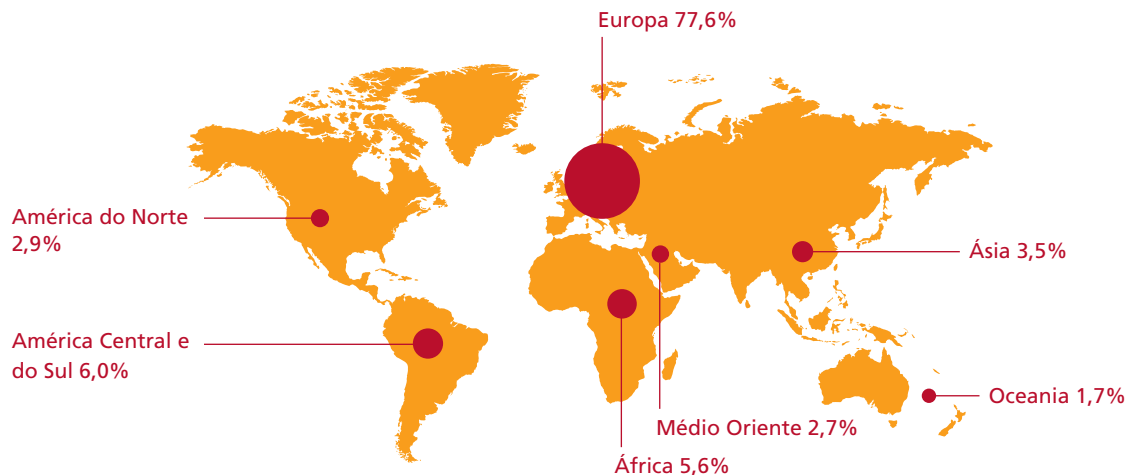 Europa 77,6%
América do Norte
2,9%
Ásia 3,5%
América Central e
do Sul 6,0%
Oceania 1,7%
Médio Oriente 2,7%
África 5,6%